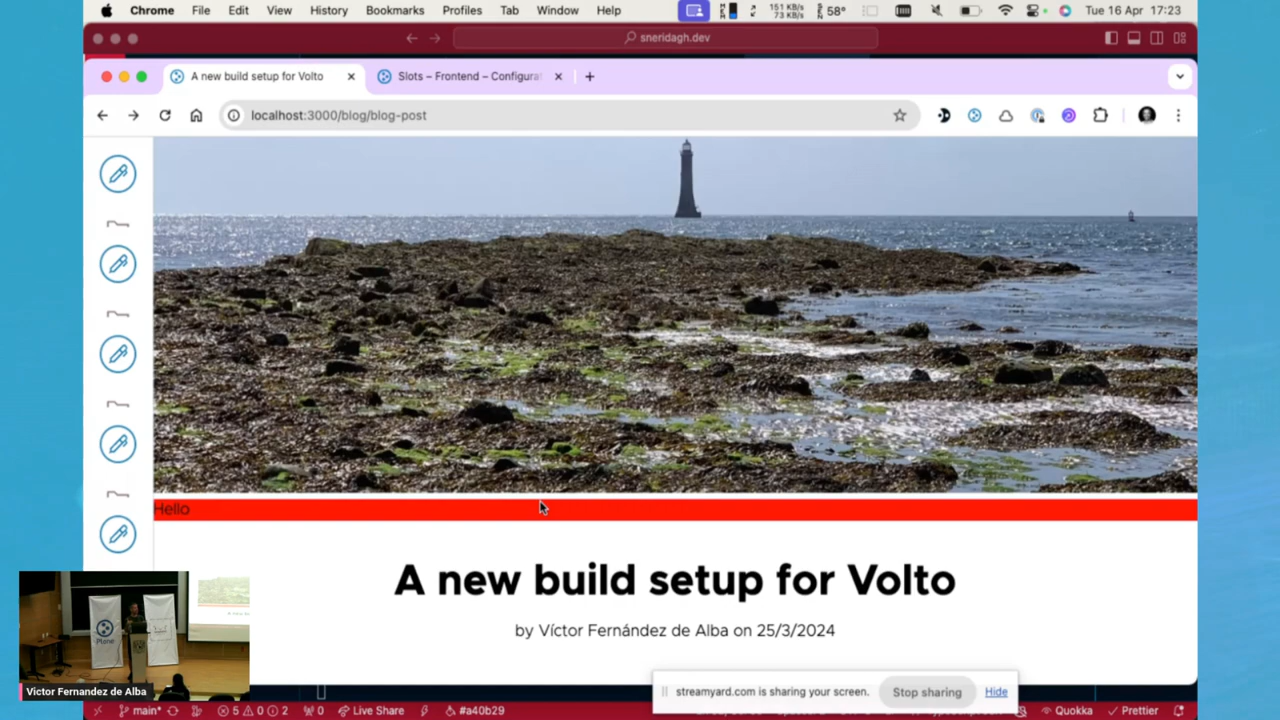 Chrome File Edit View History Bookmarks Profiles Tab Window Help 151 KB/s 73 KB/s 58° Tue 16 Apr 17:23
sneridagh.dev
A new build setup for Volto Slots – Frontend – Configurat
localhost:3000/blog/blog-post
Hello
A new build setup for Volto
by Víctor Fernández de Alba on 25/3/2024
Plone
Victor Fernandez de Alba
streamyard.com is sharing your screen. Stop sharing Hide
main* 5 0 2 0 Live Share #a40b29 Quokka Prettier